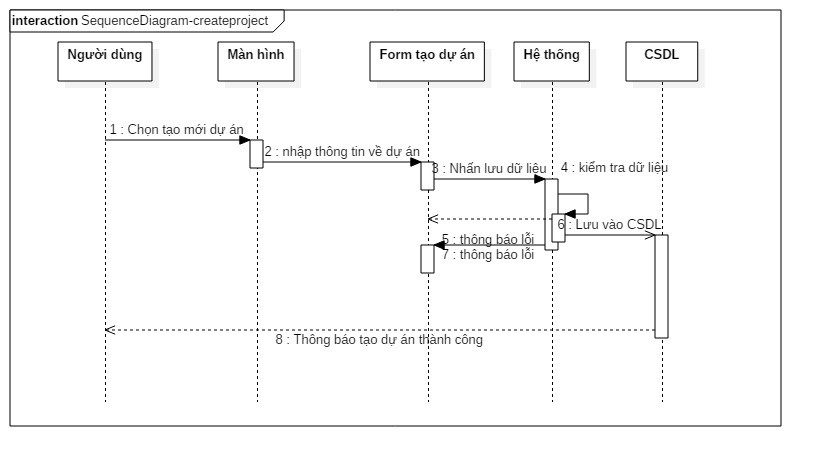 interaction SequenceDiagram-createproject
Người dùng
Màn hình
Form tạo dự án
Hệ thống
CSDL
1 : Chọn tạo mới dự án
2 : nhập thông tin về dự án
3 : Nhấn lưu dữ liệu
4 : kiểm tra dữ liệu
6 : Lưu vào CSDL
5 : thông báo lỗi
7 : thông báo lỗi
8 : Thông báo tạo dự án thành công